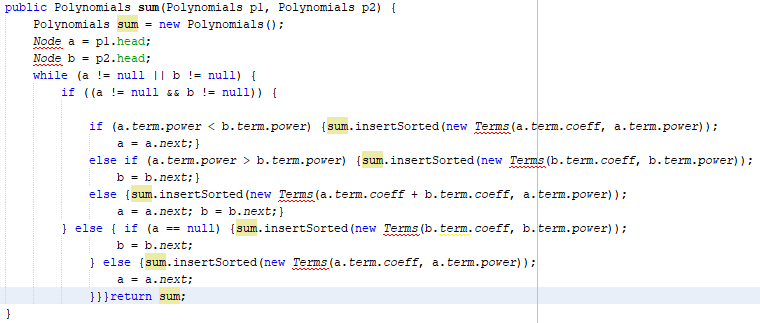 public Polynomials sum(Polynomials p1, Polynomials p2) {
    Polynomials sum = new Polynomials();
    Node a = p1.head;
    Node b = p2.head;
    while (a != null || b != null) {
        if ((a != null && b != null)) {
            if (a.term.power < b.term.power) {sum.insertSorted(new Terms(a.term.coeff, a.term.power));
                a = a.next;}
            else if (a.term.power > b.term.power) {sum.insertSorted(new Terms(b.term.coeff, b.term.power));
                b = b.next;}
            else {sum.insertSorted(new Terms(a.term.coeff + b.term.coeff, a.term.power));
                a = a.next; b = b.next;}
        } else { if (a == null) {sum.insertSorted(new Terms(b.term.coeff, b.term.power));
                b = b.next;
            } else {sum.insertSorted(new Terms(a.term.coeff, a.term.power));
                a = a.next;
            }}}return sum;
}